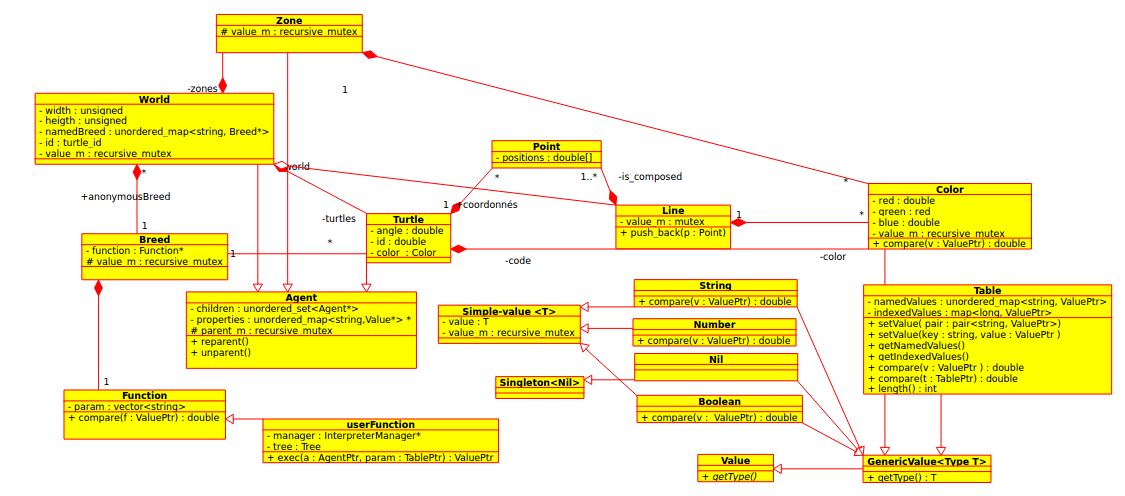 Zone
# value_m : recursive_mutex
-zones
1
World
- width : unsigned
- heigth : unsigned
- namedBreed : unordered_map<string, Breed*>
- id : turtle_id
- value_m : recursive_mutex
*
+anonymousBreed
1
world
Point
- positions : double[]
*
1..*
-is_composed
1
+coordonnés
*
Color
- red : double
- green : red
- blue : double
- value_m : recursive_mutex
+ compare(v : ValuePtr) : double
Line
- value_m : mutex
+ push_back(p : Point)
1
*
-turtles
*
Turtle
- angle : double
- id : double
- color : Color
-code
-color
Breed
- function : Function*
# value_m : recursive_mutex
1
Agent
- children : unordered_set<Agent*>
- properties : unordered_map<string,Value*> *
# parent_m : recursive_mutex
+ reparent()
+ unparent()
String
+ compare(v : ValuePtr) : double
Simple-value <T>
- value : T
- value_m : recursive_mutex
Number
+ compare(v : ValuePtr) : double
Nil
Singleton<Nil>
Boolean
+ compare(v : ValuePtr) : double
Table
- namedValues : unordered_map<string, ValuePtr>
- indexedValues : map<long, ValuePtr>
+ setValue( pair : pair<string, ValuePtr>)
+ setValue(key : string, value : ValuePtr )
+ getNamedValues()
+ getIndexedValues()
+ compare(v : ValuePtr ) : double
+ compare(t : TablePtr) : double
+ length() : int
1
Function
- param : vector<string>
+ compare(f : ValuePtr) : double
userFunction
- manager : InterpreterManager*
- tree : Tree
+ exec(a : AgentPtr, param : TablePtr) : ValuePtr
Value
+ getType()
GenericValue<Type T>
+ getType() : T